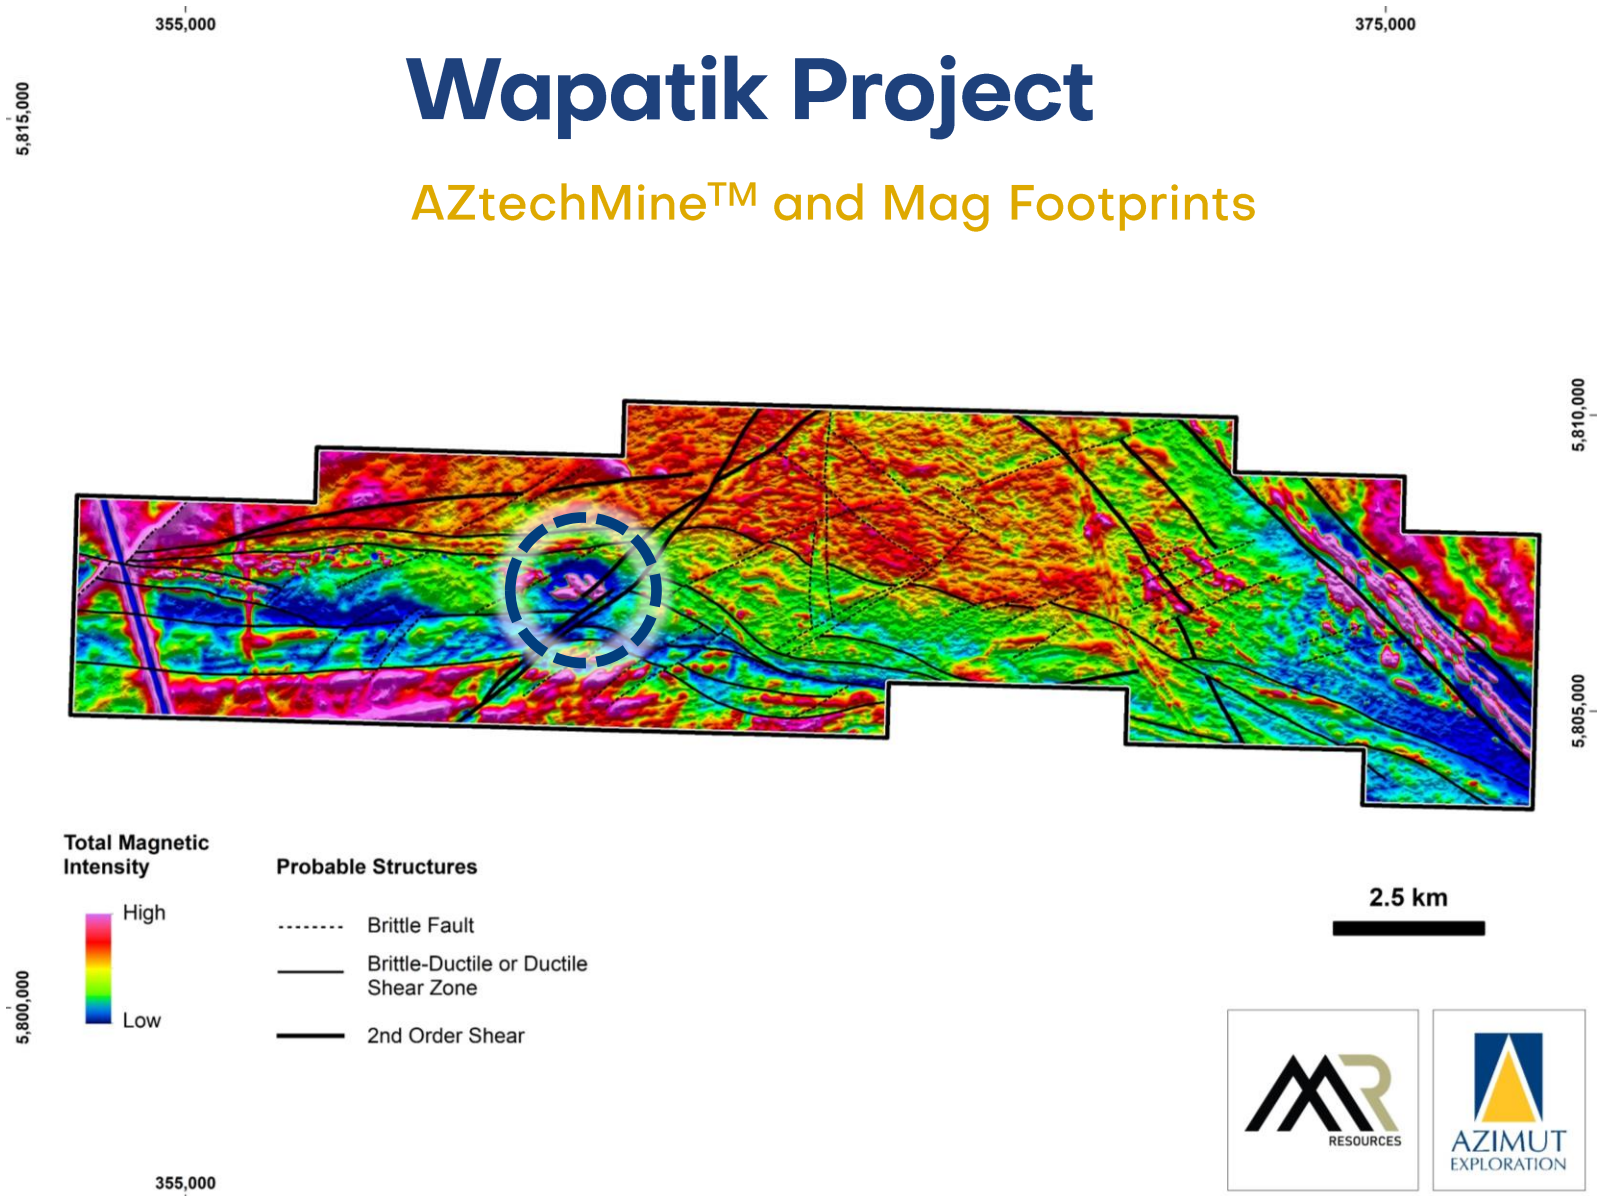 355,000
375,000
Wapatik Project
5,815,000
AZtechMine™ and Mag Footprints
5,810,000
5,805,000
Total Magnetic
Intensity
High
Low
Probable Structures
Brittle Fault
Brittle-Ductile or Ductile
Shear Zone
2nd Order Shear
2.5 km
5,800,000
MR
RESOURCES
AZIMUT
EXPLORATION
355,000